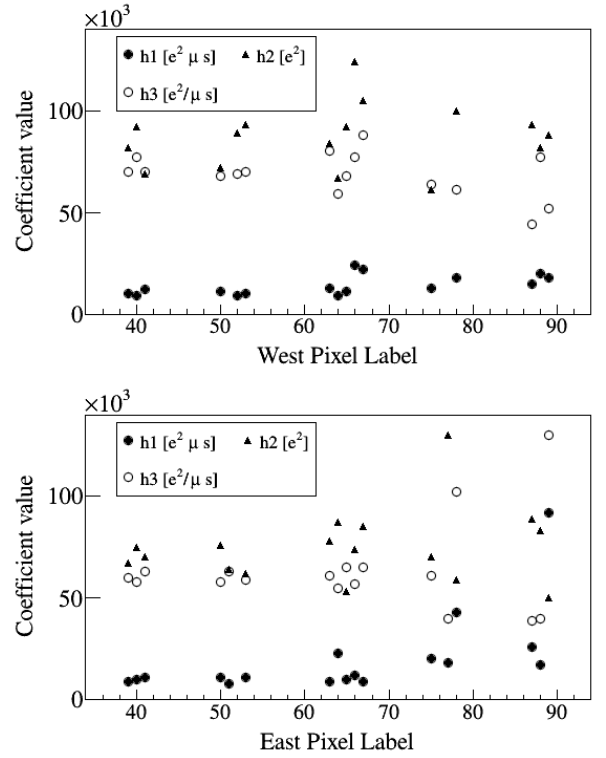 ×10³
h1 [e² μ s] h2 [e²]
h3 [e²/μ s]
Coefficient value
100
50
0
40 50 60 70 80 90
West Pixel Label
×10³
h1 [e² μ s] h2 [e²]
h3 [e²/μ s]
Coefficient value
100
50
0
40 50 60 70 80 90
East Pixel Label